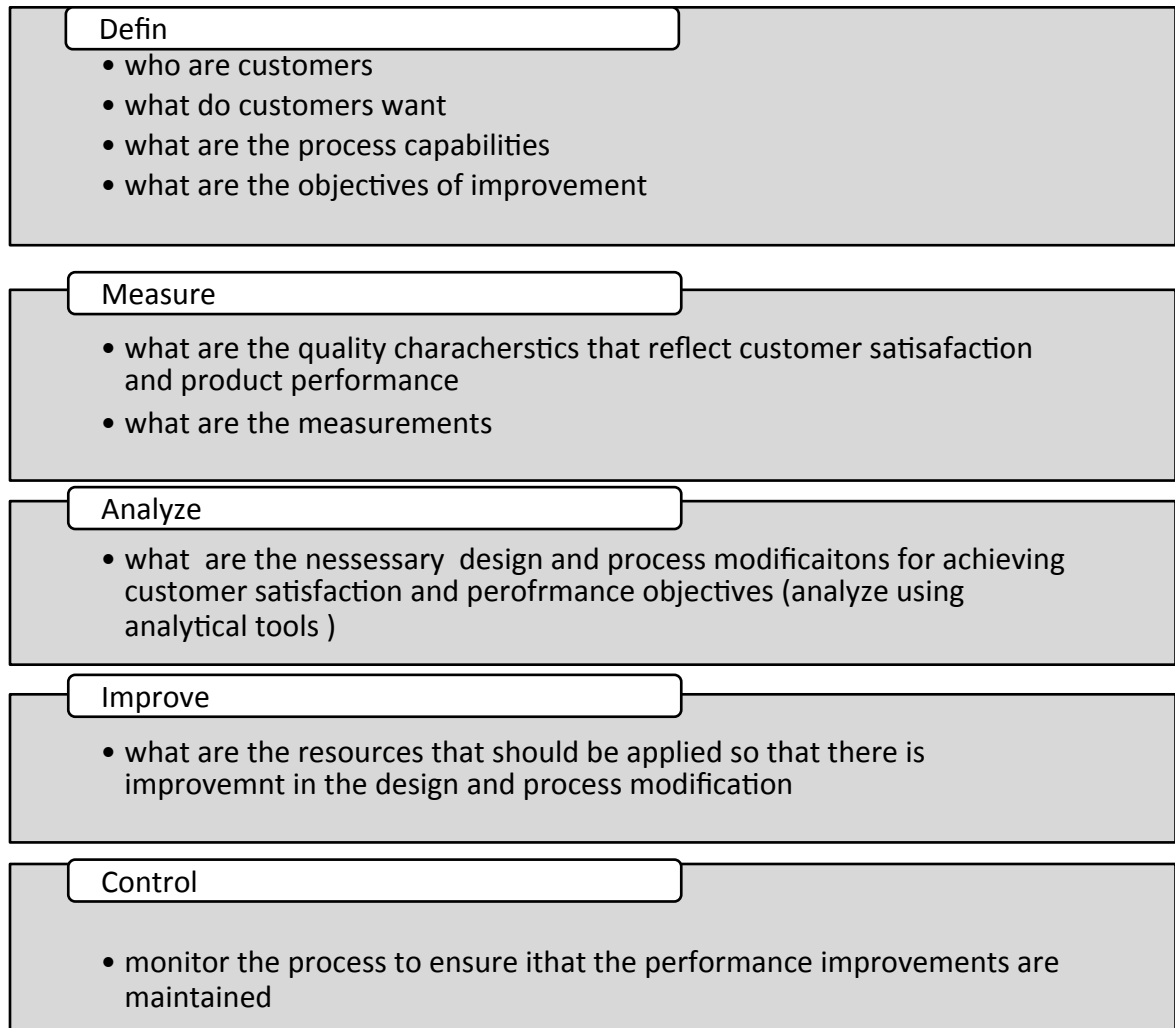 Defin
• who are customers
• what do customers want
• what are the process capabilities
• what are the objectives of improvement
Measure
• what are the quality characherstics that reflect customer satisafaction
and product performance
• what are the measurements
Analyze
• what  are the nessessary  design and process modificaitons for achieving
customer satisfaction and perofrmance objectives (analyze using
analytical tools )
Improve
• what are the resources that should be applied so that there is
improvemnt in the design and process modification
Control
• monitor the process to ensure ithat the performance improvements are
maintained